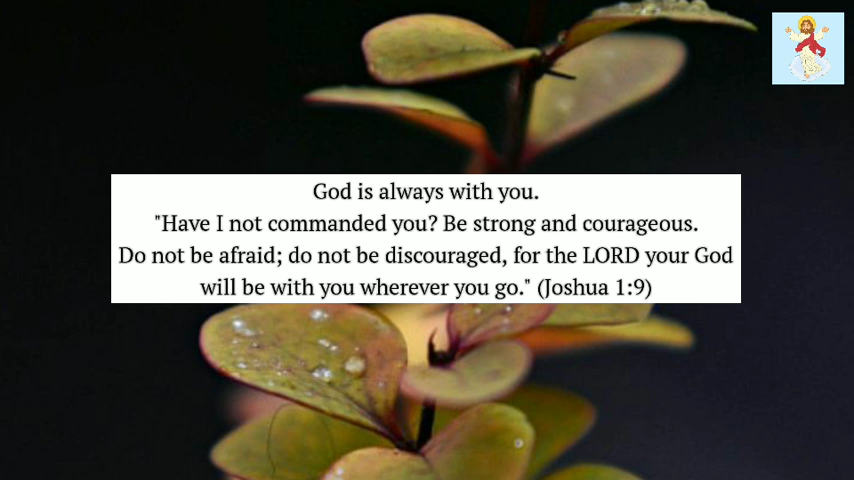 God is always with you.
"Have I not commanded you? Be strong and courageous.
Do not be afraid; do not be discouraged, for the LORD your God
will be with you wherever you go." (Joshua 1:9)